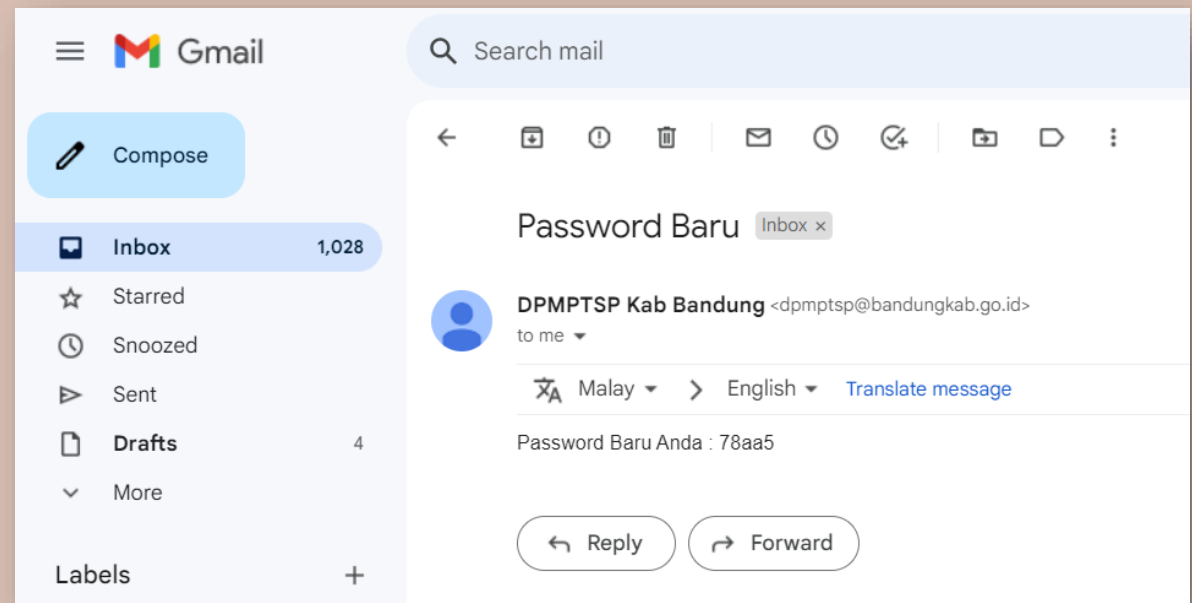 Gmail
Search mail
Compose
Inbox 1,028
Starred
Snoozed
Sent
Drafts 4
More
Labels +
Password Baru Inbox ×
DPMPTSP Kab Bandung <dpmptsp@bandungkab.go.id>
to me
Malay > English Translate message
Password Baru Anda : 78aa5
Reply Forward